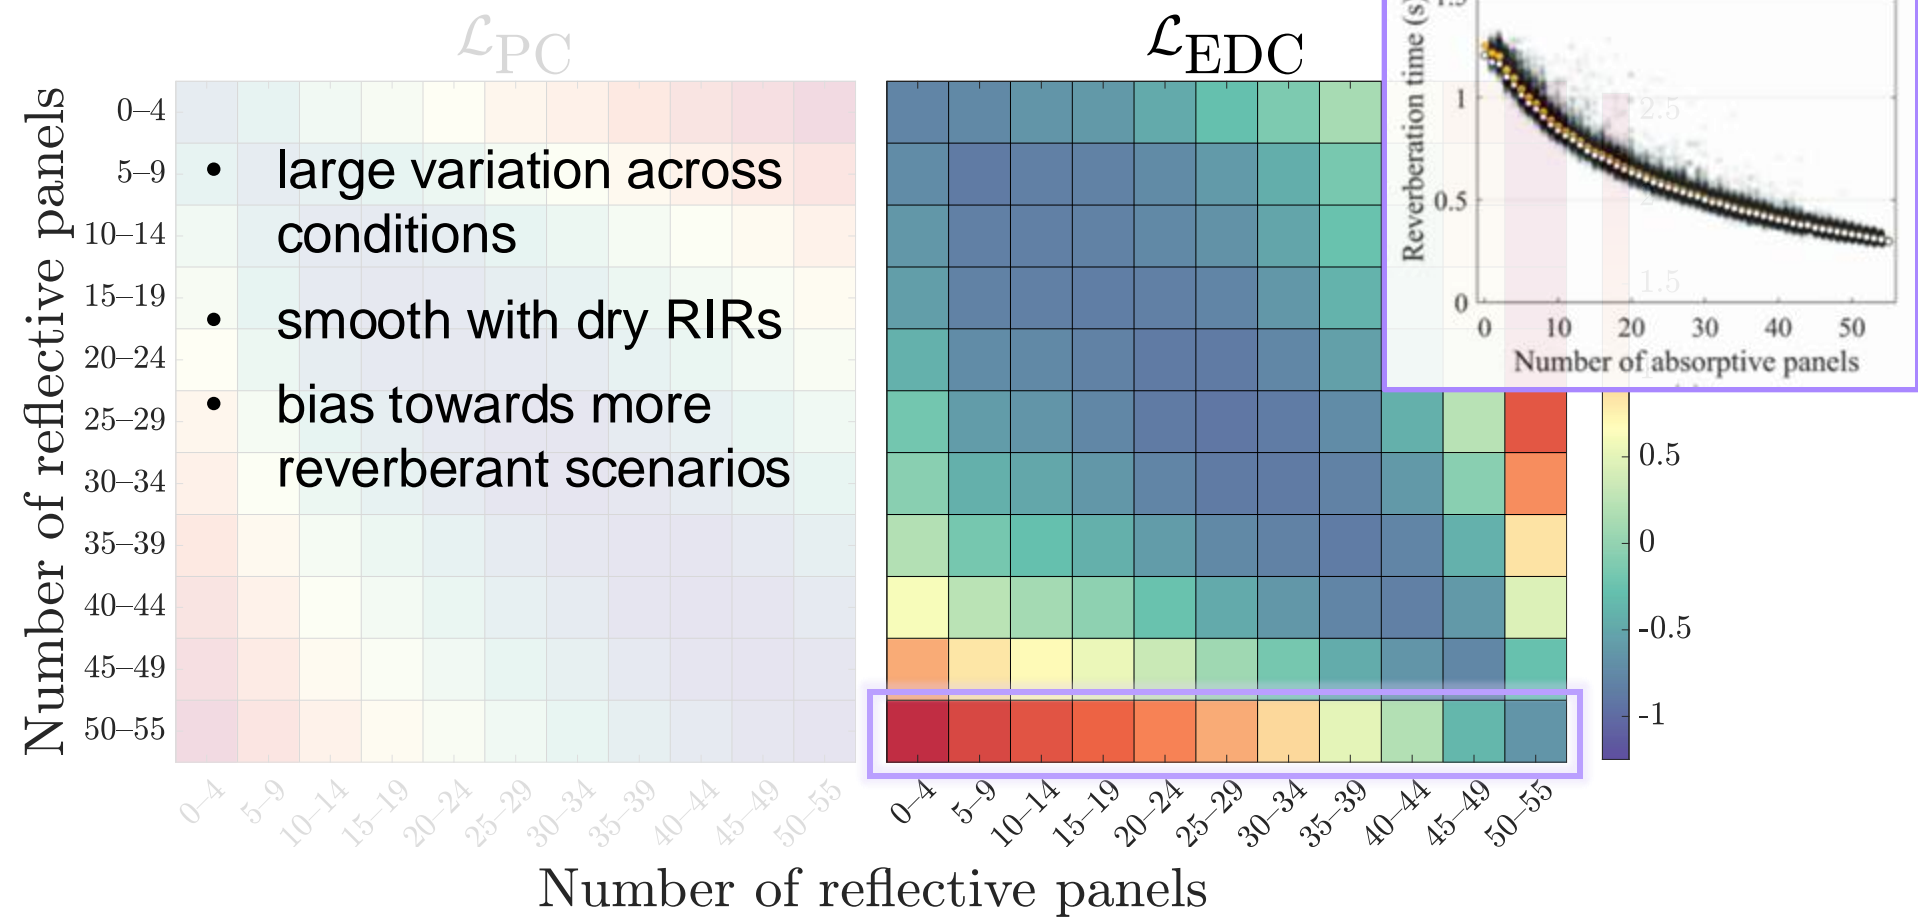 ℒPC
ℒEDC
Number of reflective panels
0–4
5–9
10–14
15–19
20–24
25–29
30–34
35–39
40–44
45–49
50–55
• large variation across
conditions
• smooth with dry RIRs
• bias towards more
reverberant scenarios
0–4 5–9 10–14 15–19 20–24 25–29 30–34 35–39 40–44 45–49 50–55
0–4 5–9 10–14 15–19 20–24 25–29 30–34 35–39 40–44 45–49 50–55
Number of reflective panels
Reverberation time (s)
1
0.5
0
0 10 20 30 40 50
Number of absorptive panels
2.5
1.5
0.5
0
-0.5
-1